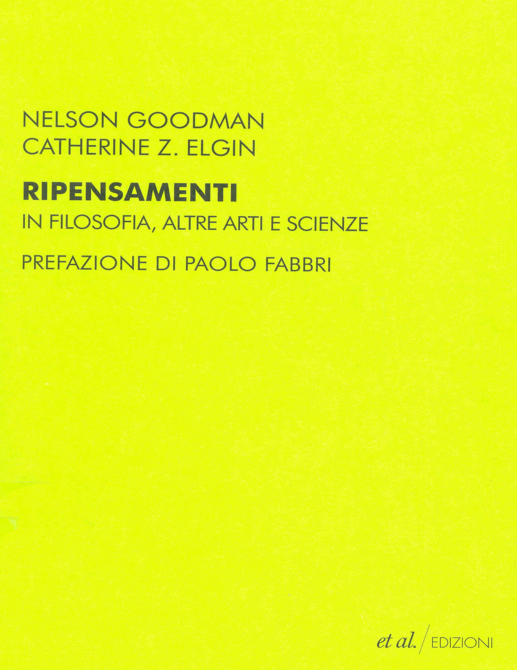 NELSON GOODMAN
CATHERINE Z. ELGIN
RIPENSAMENTI
IN FILOSOFIA, ALTRE ARTI E SCIENZE
PREFAZIONE DI PAOLO FABBRI
et al./EDIZIONI